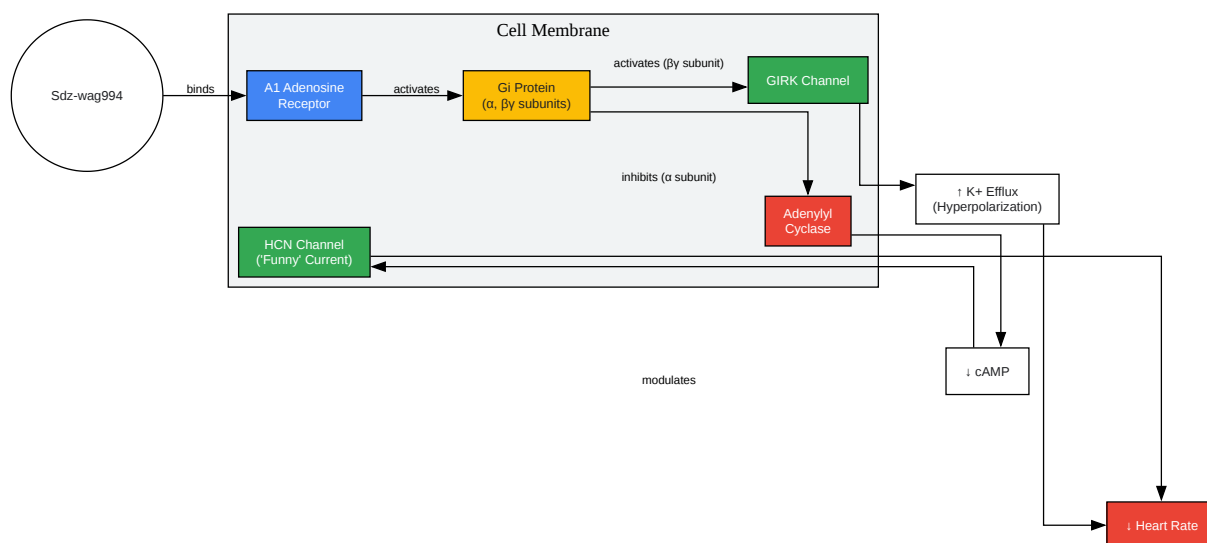 Cell Membrane
Sdz-wag994
binds
A1 Adenosine
Receptor
activates
Gi Protein
(α, βγ subunits)
activates (βγ subunit)
GIRK Channel
inhibits (α subunit)
↑ K+ Efflux
(Hyperpolarization)
Adenylyl
Cyclase
HCN Channel
('Funny' Current)
modulates
↓ cAMP
↓ Heart Rate